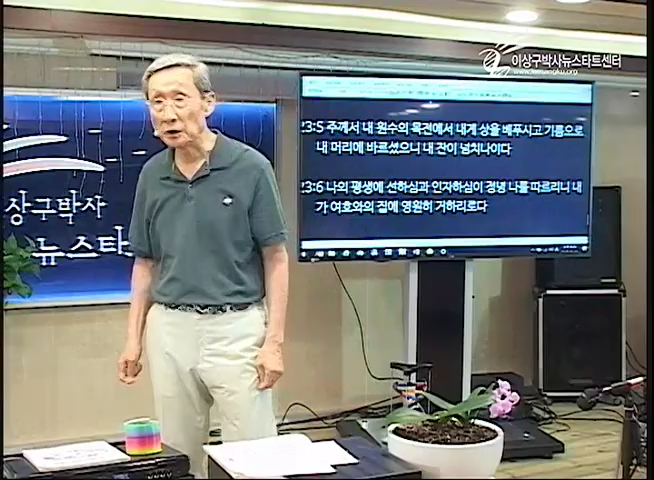 이상구박사뉴스타트센터
23:5 주께서 내 원수의 목전에서 내게 상을 베푸시고 기름으로
내 머리에 바르셨으니 내 잔이 넘치나이다
23:6 나의 평생에 선하심과 인자하심이 정녕 나를 따르리니 내
가 여호와의 집에 영원히 거하리로다
상구박사
뉴스타트